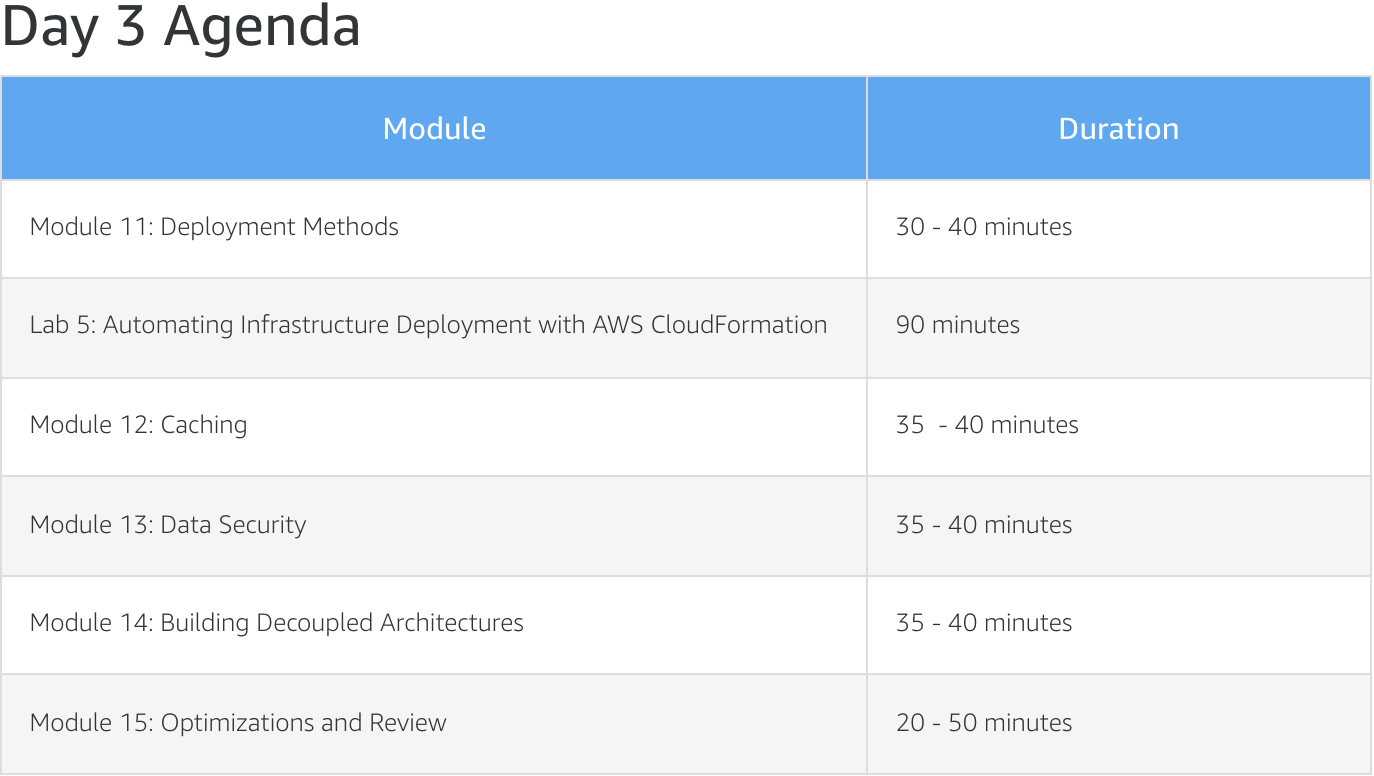 Day 3 Agenda
Module Duration
Module 11: Deployment Methods 30 - 40 minutes
Lab 5: Automating Infrastructure Deployment with AWS CloudFormation 90 minutes
Module 12: Caching 35  - 40 minutes
Module 13: Data Security 35 - 40 minutes
Module 14: Building Decoupled Architectures 35 - 40 minutes
Module 15: Optimizations and Review 20 - 50 minutes